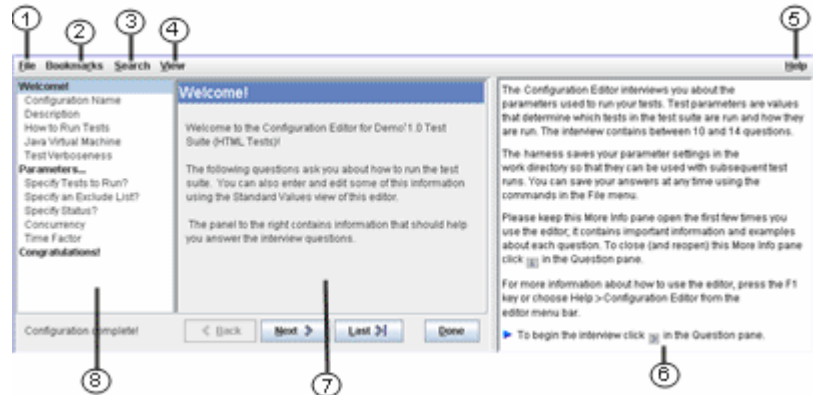 1 2 3 4 5
File Bookmarks Search View Help
Welcome!
Configuration Name
Description
How to Run Tests
Java Virtual Machine
Test Verboseness
Parameters...
Specify Tests to Run?
Specify an Exclude List?
Specify Status?
Concurrency
Time Factor
Congratulations!
Welcome!
Welcome to the Configuration Editor for Demo 1.0 Test
Suite (HTML Tests)!
The following questions ask you about how to run the test
suite. You can also enter and edit some of this information
using the Standard Values view of this editor.
The panel to the right contains information that should help
you answer the interview questions.
Configuration complete!
< Back Next > Last >| Done
The Configuration Editor interviews you about the
parameters used to run your tests. Test parameters are values
that determine which tests in the test suite are run and how they
are run. The interview contains between 10 and 14 questions.
The harness saves your parameter settings in the
work directory so that they can be used with subsequent test
runs. You can save your answers at any time using the
commands in the File menu.
Please keep this More Info pane open the first few times you
use the editor; it contains important information and examples
about each question. To close (and reopen) this More Info pane
click in the Question pane.
For more information about how to use the editor, press the F1
key or choose Help > Configuration Editor from the
editor menu bar.
To begin the interview click in the Question pane.
8 7 6